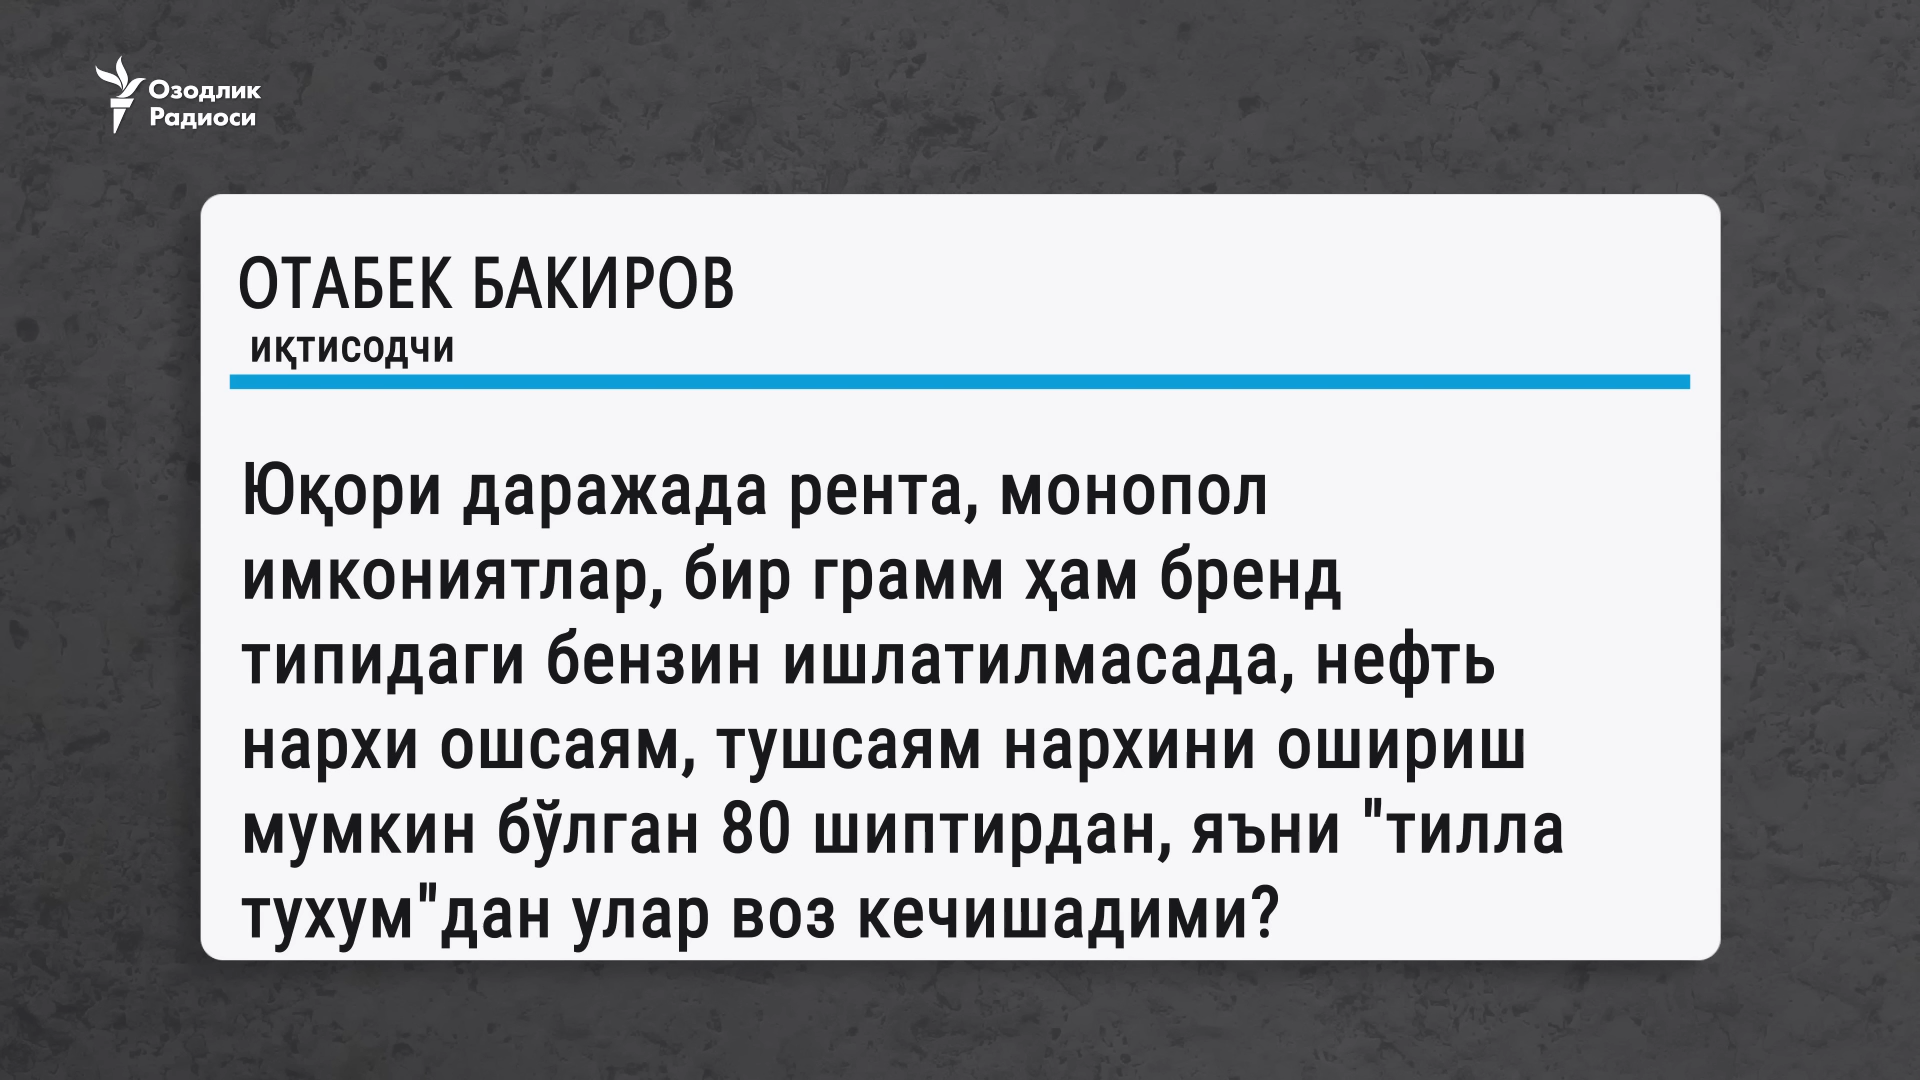 Озодлик
Радиоси
ОТАБЕК БАКИРОВ
иқтисодчи
Юқори даражада рента, монопол
имкониятлар, бир грамм ҳам бренд
типидаги бензин ишлатилмасада, нефть
нархи ошсаям, тушсаям нархини ошириш
мумкин бўлган 80 шиптирдан, яъни "тилла
тухум"дан улар воз кечишадими?